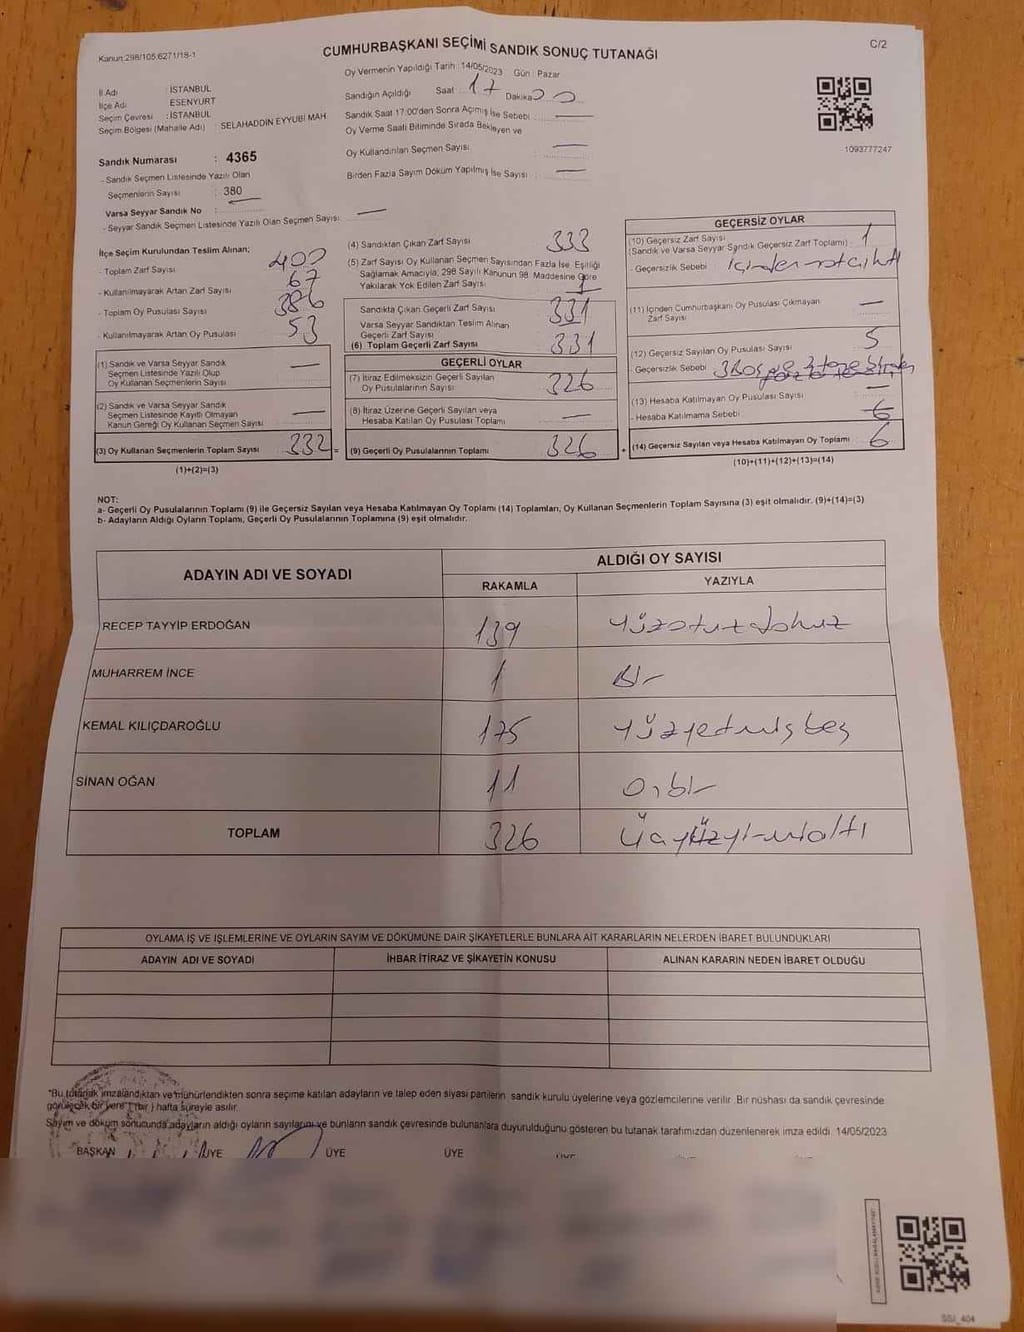 Kanun:298/105:6271/18-1
C/2
CUMHURBAŞKANI SEÇİMİ SANDIK SONUÇ TUTANAĞI
Oy Vermenin Yapıldığı Tarih : 14/05/2023 Gün : Pazar
İl Adı : İSTANBUL
İlçe Adı : ESENYURT
Seçim Çevresi : İSTANBUL
Seçim Bölgesi (Mahalle Adı) : SELAHADDİN EYYUBİ MAH
Sandık Numarası : 4365
- Sandık Seçmen Listesinde Yazılı Olan
Seçmenlerin Sayısı : 380
Varsa Seyyar Sandık No :
- Seyyar Sandık Seçmen Listesinde Yazılı Olan Seçmen Sayısı : —
Sandığın Açıldığı Saat : 17 Dakika
Sandık Saat 17:00'den Sonra Açımış İse Sebebi : —
Oy Verme Saati Bitiminde Sırada Bekleyen ve
Oy Kullandırılan Seçmen Sayısı : —
Birden Fazla Sayım Döküm Yapılmış İse Sayısı : —
1093777247
İlçe Seçim Kurulundan Teslim Alınan;
- Toplam Zarf Sayısı 400
- Kullanılmayarak Artan Zarf Sayısı 67
- Toplam Oy Pusulası Sayısı 386
- Kullanılmayarak Artan Oy Pusulası 53
(1) Sandık ve Varsa Seyyar Sandık
Seçmen Listesinde Yazılı Olup
Oy Kullanan Seçmenlerin Sayısı —
(2) Sandık ve Varsa Seyyar Sandık
Seçmen Listesinde Kayıtlı Olmayan
Kanun Gereği Oy Kullanan Seçmen Sayısı —
(3) Oy Kullanan Seçmenlerin Toplam Sayısı 332 =
(1)+(2)=(3)
(4) Sandıktan Çıkan Zarf Sayısı 333
(5) Zarf Sayısı Oy Kullanan Seçmen Sayısından Fazla İse, Eşitliği
Sağlamak Amacıyla, 298 Sayılı Kanunun 98. Maddesine Göre
Yakılarak Yok Edilen Zarf Sayısı 1
Sandıkta Çıkan Geçerli Zarf Sayısı 331
Varsa Seyyar Sandıktan Teslim Alınan
Geçerli Zarf Sayısı
(6) Toplam Geçerli Zarf Sayısı 331
GEÇERLİ OYLAR
(7) İtiraz Edilmeksizin Geçerli Sayılan
Oy Pusulalarının Sayısı 326
(8) İtiraz Üzerine Geçerli Sayılan veya
Hesaba Katılan Oy Pusulası Toplamı —
(9) Geçerli Oy Pusulalarının Toplamı 326 +
GEÇERSİZ OYLAR
(10) Geçersiz Zarf Sayısı
(Sandık ve Varsa Seyyar Sandık Geçersiz Zarf Toplamı) 1
- Geçersizlik Sebebi
(11) İçinden Cumhurbaşkanı Oy Pusulası Çıkmayan
Zarf Sayısı —
(12) Geçersiz Sayılan Oy Pusulası Sayısı 5
- Geçersizlik Sebebi
(13) Hesaba Katılmayan Oy Pusulası Sayısı —
- Hesaba Katılmama Sebebi
(14) Geçersiz Sayılan veya Hesaba Katılmayan Oy Toplamı 6
(10)+(11)+(12)+(13)=(14)
NOT:
a- Geçerli Oy Pusulalarının Toplamı (9) ile Geçersiz Sayılan veya Hesaba Katılmayan Oy Toplamı (14) Toplamları, Oy Kullanan Seçmenlerin Toplam Sayısına (3) eşit olmalıdır. (9)+(14)=(3)
b- Adayların Aldığı Oyların Toplamı, Geçerli Oy Pusulalarının Toplamına (9) eşit olmalıdır.
ADAYIN ADI VE SOYADI
ALDIĞI OY SAYISI
RAKAMLA YAZIYLA
RECEP TAYYİP ERDOĞAN 139 yüzotuzdokuz
MUHARREM İNCE 1 Bir
KEMAL KILIÇDAROĞLU 175 yüzyetmişbeş
SİNAN OĞAN 11 onbir
TOPLAM 326 Üçyüzyirmialtı
OYLAMA İŞ VE İŞLEMLERİNE VE OYLARIN SAYIM VE DÖKÜMÜNE DAİR ŞİKAYETLERLE BUNLARA AİT KARARLARIN NELERDEN İBARET BULUNDUKLARI
ADAYIN ADI VE SOYADI
İHBAR İTİRAZ VE ŞİKAYETİN KONUSU
ALINAN KARARIN NEDEN İBARET OLDUĞU
*Bu tutanak imzalandıktan ve mühürlendikten sonra seçime katılan adayların ve talep eden siyasi partilerin sandık kurulu üyelerine veya gözlemcilerine verilir. Bir nüshası da sandık çevresinde
görülecek bir yere 1 (bir) hafta süreyle asılır.
Sayım ve döküm sonucunda adayların aldığı oyların sayılarını ve bunların sandık çevresinde bulunanlara duyurulduğunu gösteren bu tutanak tarafımızdan düzenlenerek imza edildi. 14/05/2023
BAŞKAN ÜYE ÜYE ÜYE